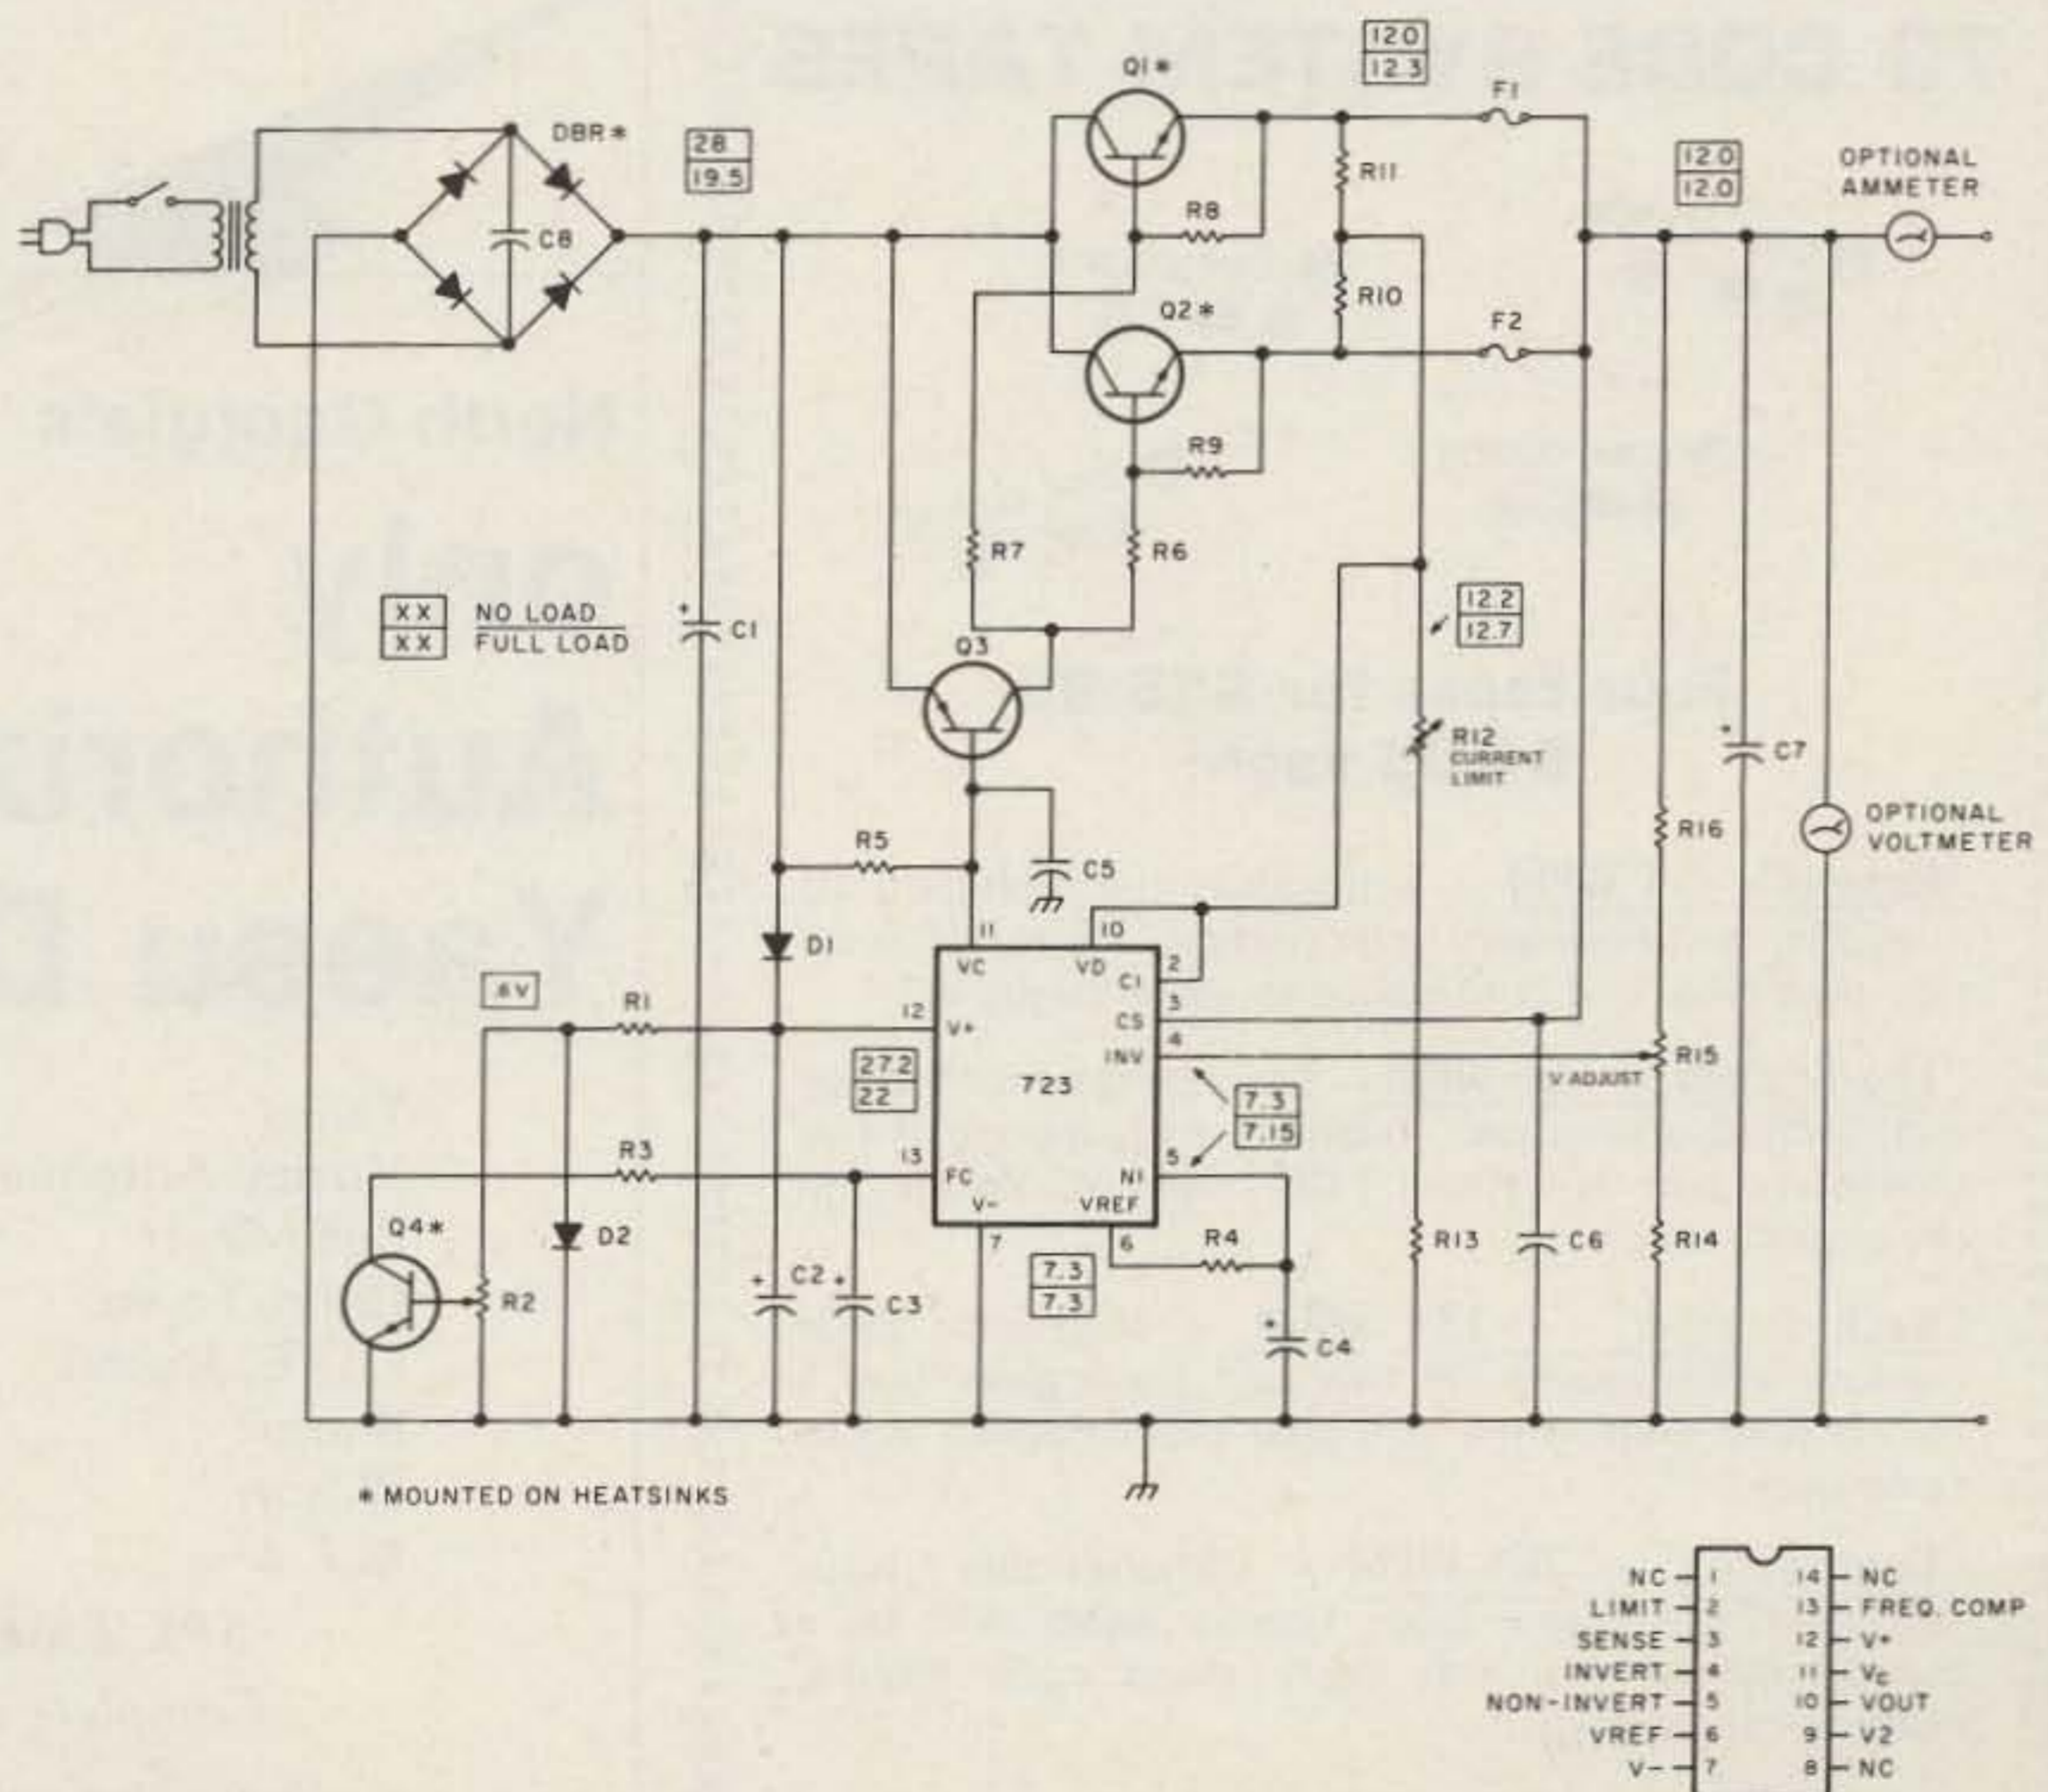 120
12.3
Q1*
F1
DBR*
28
19.5
12.0
12.0
OPTIONAL
AMMETER
R11
R8
C8
R10
Q2*
F2
R9
R7
R6
XX NO LOAD
XX FULL LOAD
C1
12.2
12.7
Q3
R12
CURRENT
LIMIT
C7
R5
R16
OPTIONAL
VOLTMETER
C5
11
10
D1
VC
VD
2
C1
.6V
R1
3
12
V+
CS
4
INV
R15
V ADJUST
27.2
22
723
7.3
7.15
R3
13
FC
5
NI
V-
VREF
Q4*
D2
7
6
R4
R13
C6
R14
7.3
7.3
C2
C3
R2
C4
* MOUNTED ON HEATSINKS
NC 1 14 NC
LIMIT 2 13 FREQ. COMP
SENSE 3 12 V+
INVERT 4 11 VC
NON-INVERT 5 10 VOUT
VREF 6 9 VZ
V- 7 8 NC